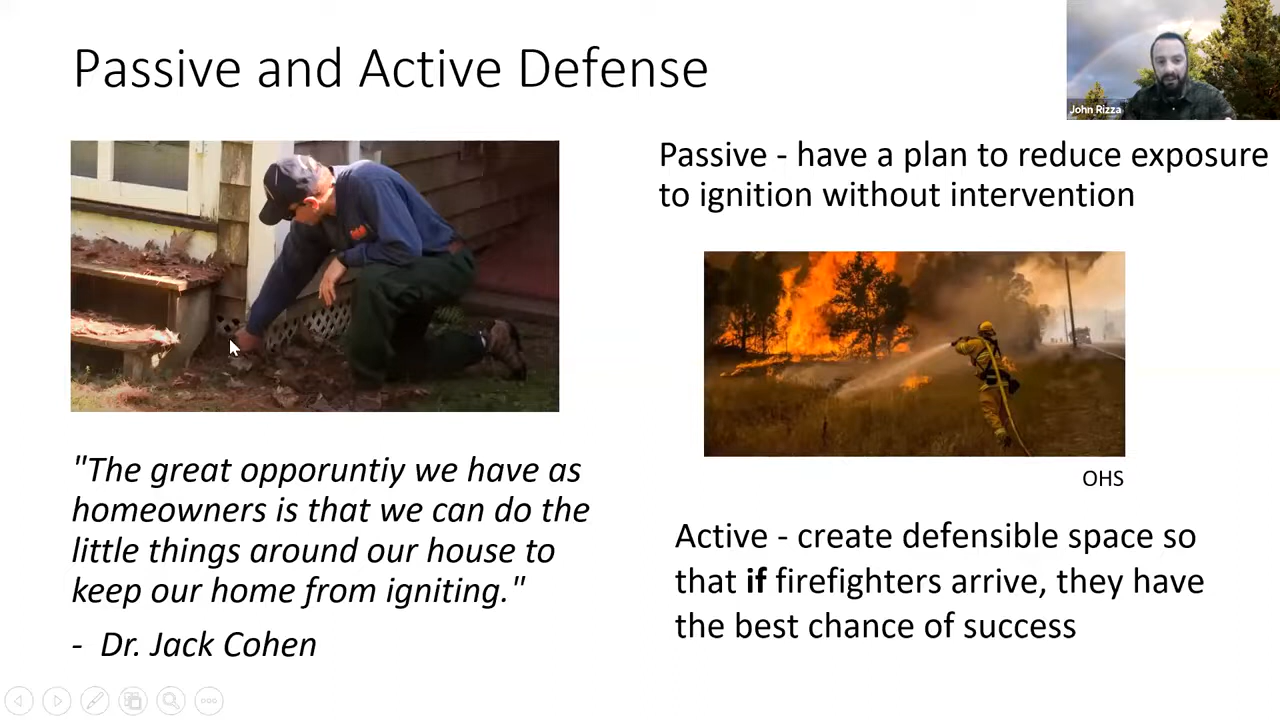 Passive and Active Defense
John Rizza
Passive - have a plan to reduce exposure
to ignition without intervention
OHS
"The great opporuntiy we have as
homeowners is that we can do the
little things around our house to
keep our home from igniting."
- Dr. Jack Cohen
Active - create defensible space so
that if firefighters arrive, they have
the best chance of success